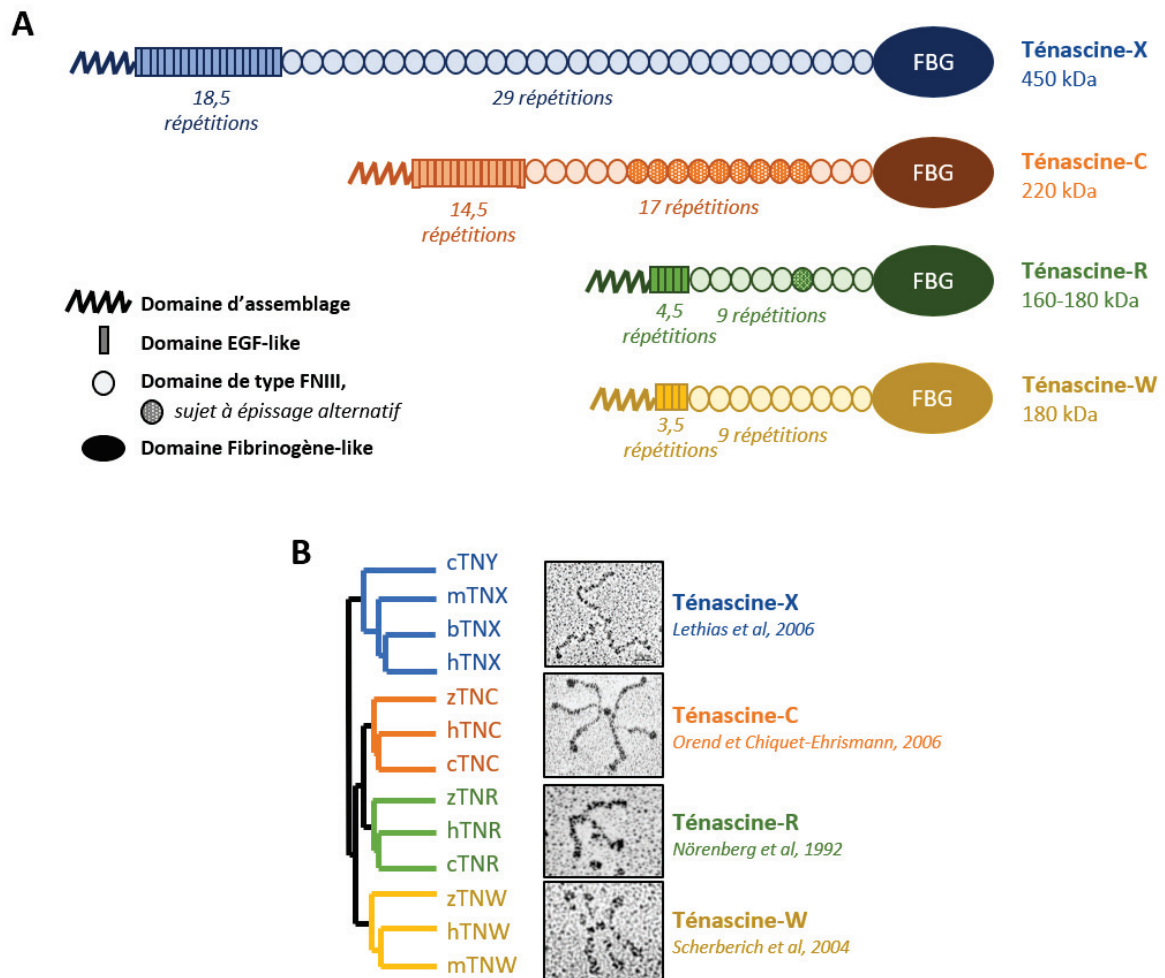 A
FBG
Ténascine-X
450 kDa
18,5
répétitions
29 répétitions
FBG
Ténascine-C
220 kDa
14,5
répétitions
17 répétitions
FBG
Ténascine-R
160-180 kDa
4,5
répétitions
9 répétitions
FBG
Ténascine-W
180 kDa
3,5
répétitions
9 répétitions
Domaine d'assemblage
Domaine EGF-like
Domaine de type FNIII,
sujet à épissage alternatif
Domaine Fibrinogène-like
B
cTNY
mTNX
bTNX
hTNX
zTNC
hTNC
cTNC
zTNR
hTNR
cTNR
zTNW
hTNW
mTNW
Ténascine-X
Lethias et al, 2006
Ténascine-C
Orend et Chiquet-Ehrismann, 2006
Ténascine-R
Nörenberg et al, 1992
Ténascine-W
Scherberich et al, 2004